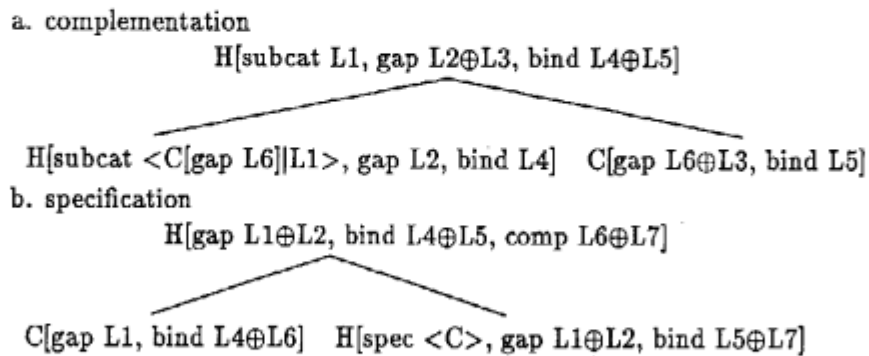 a. complementation
H[subcat L1, gap L2⊕L3, bind L4⊕L5]
H[subcat <C[gap L6]|L1>, gap L2, bind L4] C[gap L6⊕L3, bind L5]
b. specification
H[gap L1⊕L2, bind L4⊕L5, comp L6⊕L7]
C[gap L1, bind L4⊕L6] H[spec <C>, gap L1⊕L2, bind L5⊕L7]